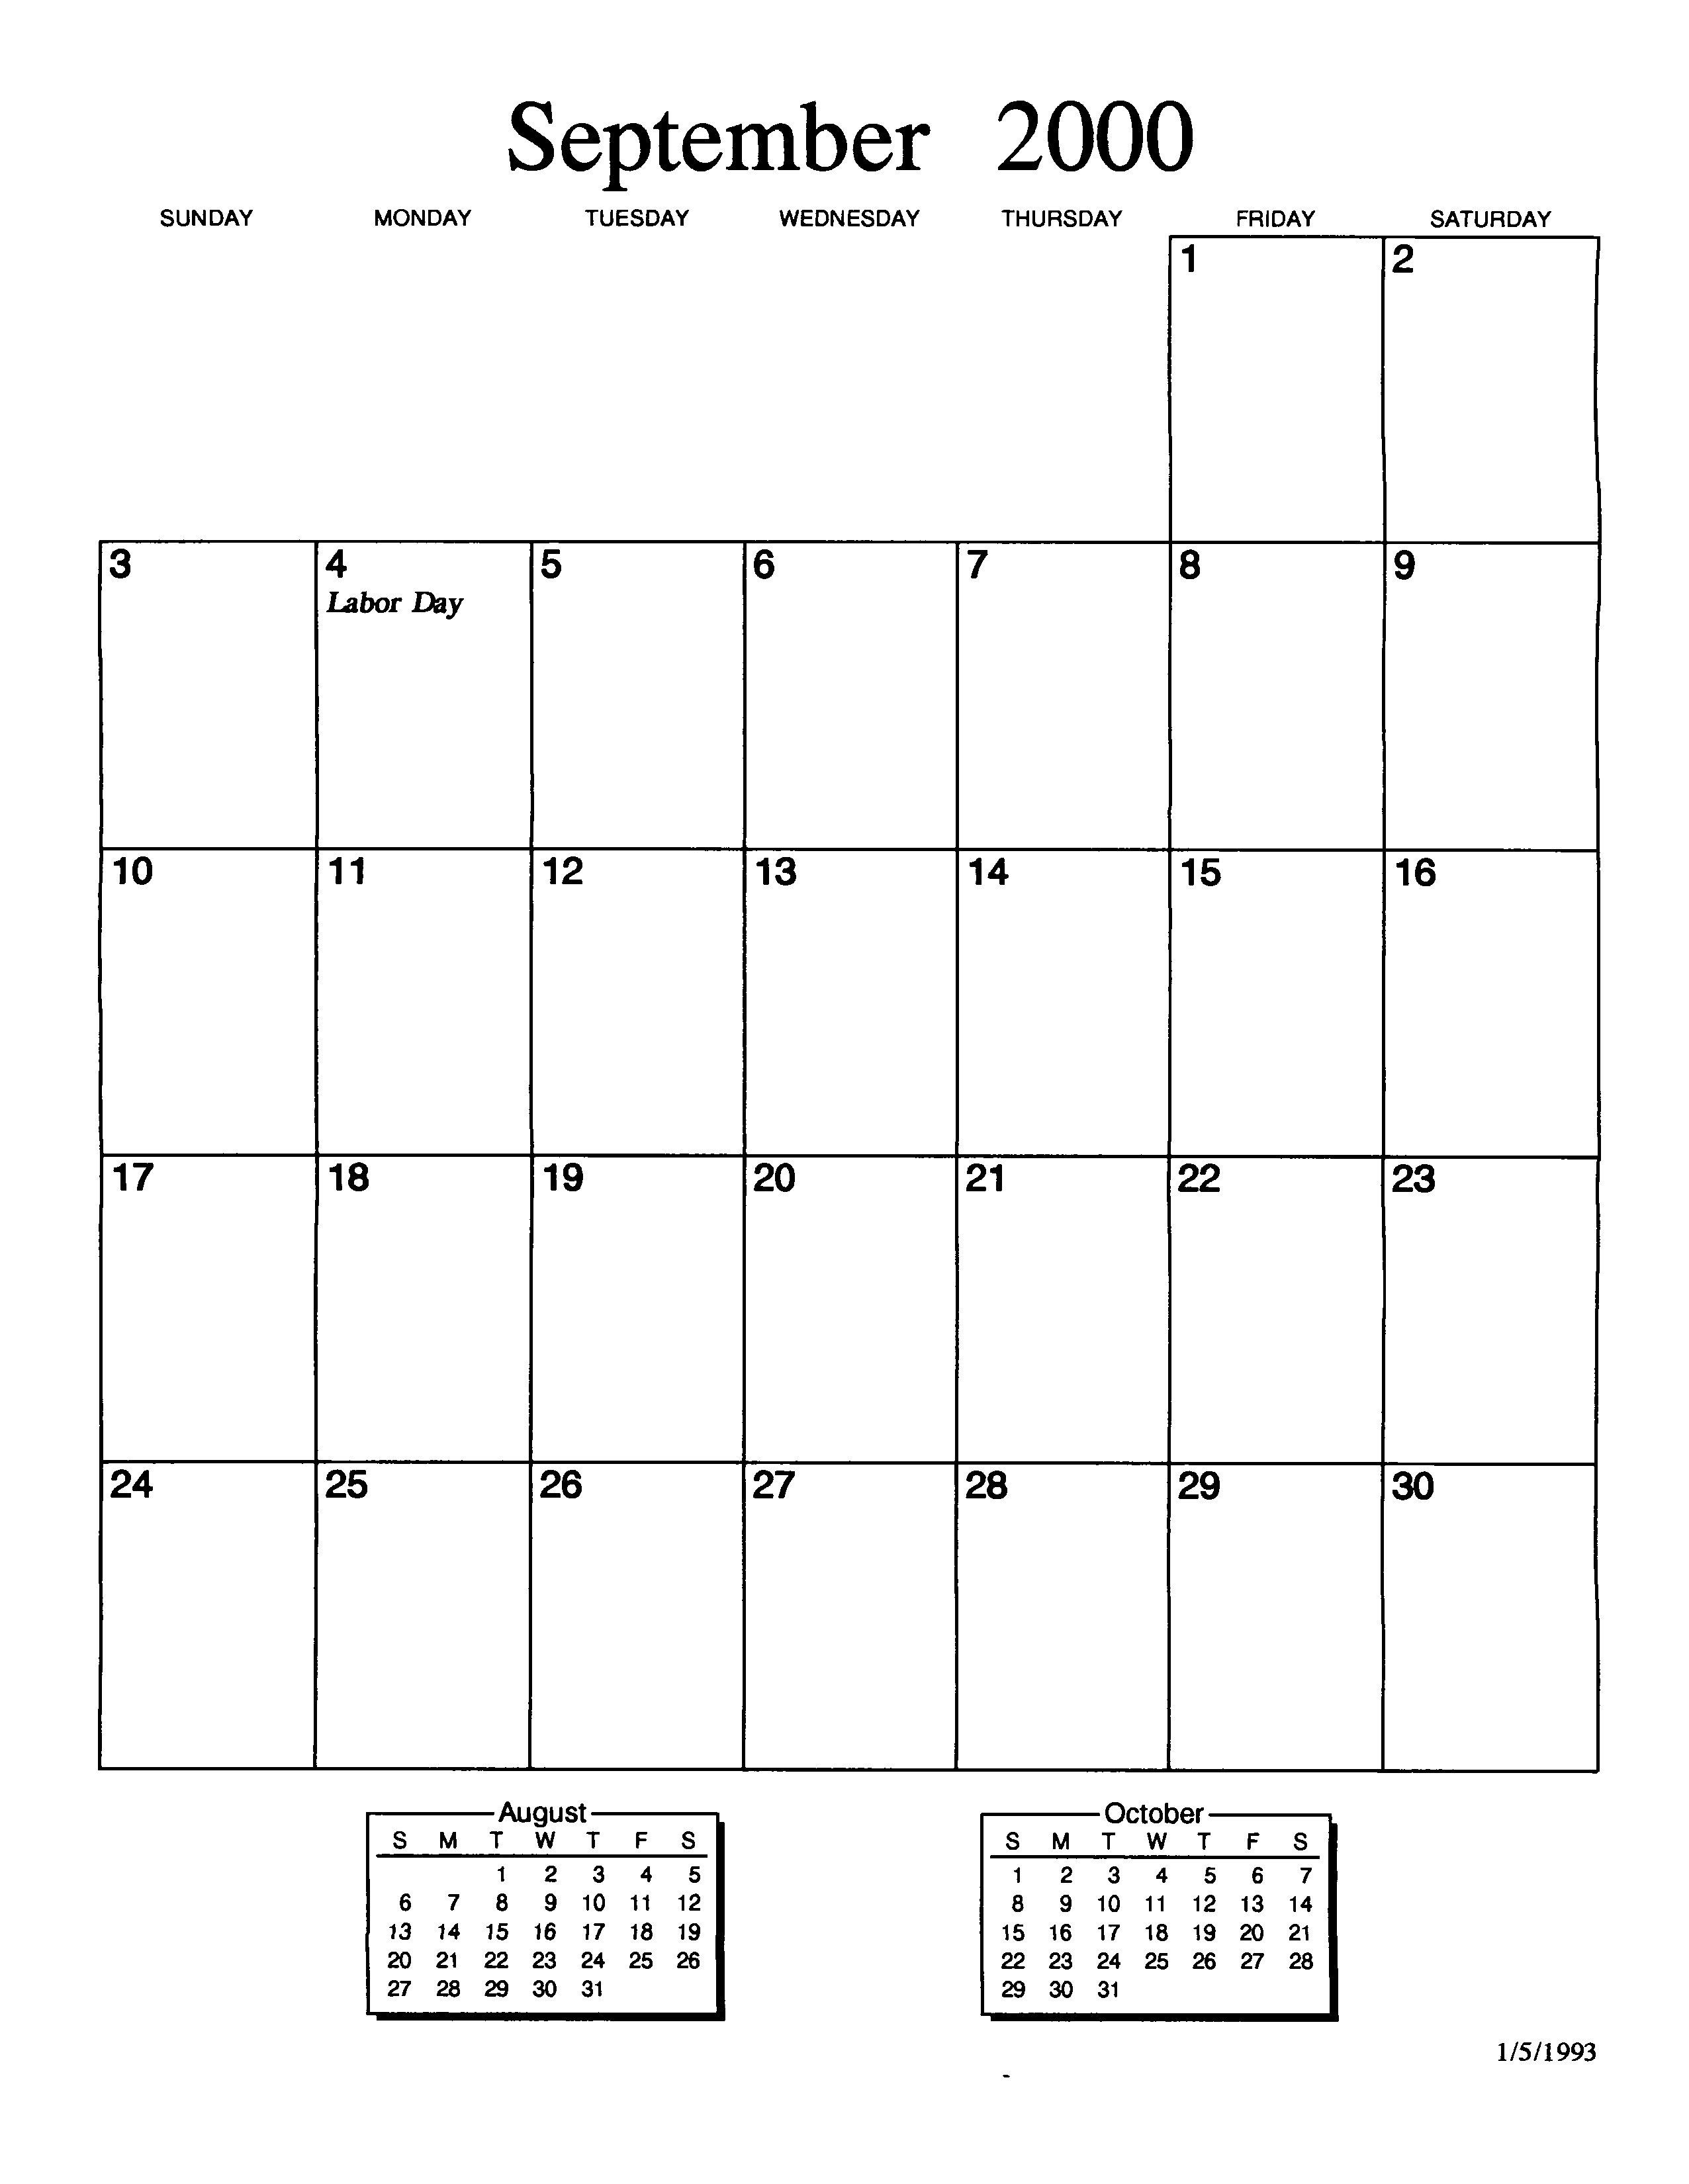 September 2000
SUNDAY MONDAY TUESDAY WEDNESDAY THURSDAY FRIDAY SATURDAY
1 2
3 4 5 6 7 8 9
Labor Day
10 11 12 13 14 15 16
17 18 19 20 21 22 23
24 25 26 27 28 29 30
August
S M T W T F S
1 2 3 4 5
6 7 8 9 10 11 12
13 14 15 16 17 18 19
20 21 22 23 24 25 26
27 28 29 30 31
October
S M T W T F S
1 2 3 4 5 6 7
8 9 10 11 12 13 14
15 16 17 18 19 20 21
22 23 24 25 26 27 28
29 30 31
1/5/1993